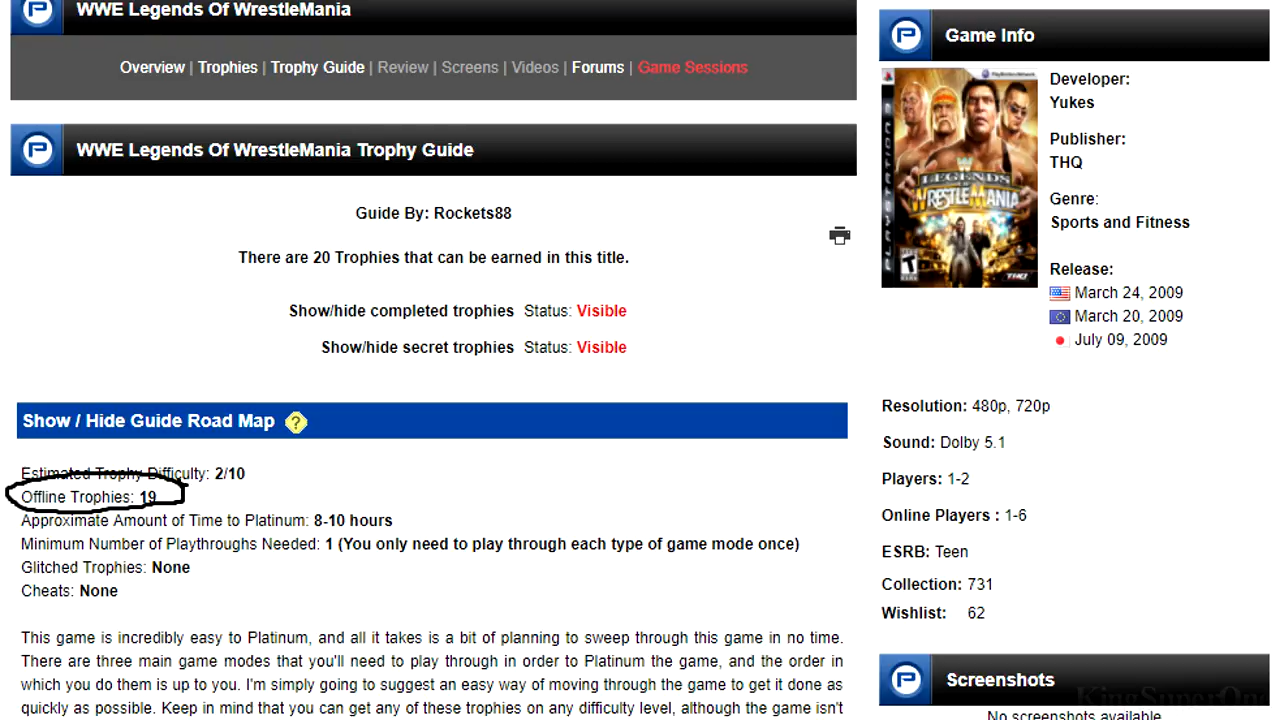 WWE Legends Of WrestleMania
Overview | Trophies | Trophy Guide | Review | Screens | Videos | Forums | Game Sessions
WWE Legends Of WrestleMania Trophy Guide
Guide By: Rockets88
There are 20 Trophies that can be earned in this title.
Show/hide completed trophies Status: Visible
Show/hide secret trophies Status: Visible
Show / Hide Guide Road Map ?
Estimated Trophy Difficulty: 2/10
Offline Trophies: 19
Approximate Amount of Time to Platinum: 8-10 hours
Minimum Number of Playthroughs Needed: 1 (You only need to play through each type of game mode once)
Glitched Trophies: None
Cheats: None
This game is incredibly easy to Platinum, and all it takes is a bit of planning to sweep through this game in no time.
There are three main game modes that you'll need to play through in order to Platinum the game, and the order in
which you do them is up to you. I'm simply going to suggest an easy way of moving through the game to get it done as
quickly as possible. Keep in mind that you can get any of these trophies on any difficulty level, although the game isn't
Game Info
PLAYSTATION 3
LEGENDS
OF
WRESTLEMANIA
T
THQ
Developer:
Yukes
Publisher:
THQ
Genre:
Sports and Fitness
Release:
March 24, 2009
March 20, 2009
July 09, 2009
Resolution: 480p, 720p
Sound: Dolby 5.1
Players: 1-2
Online Players : 1-6
ESRB: Teen
Collection: 731
Wishlist: 62
Screenshots
KingSuperOn
No screenshots available